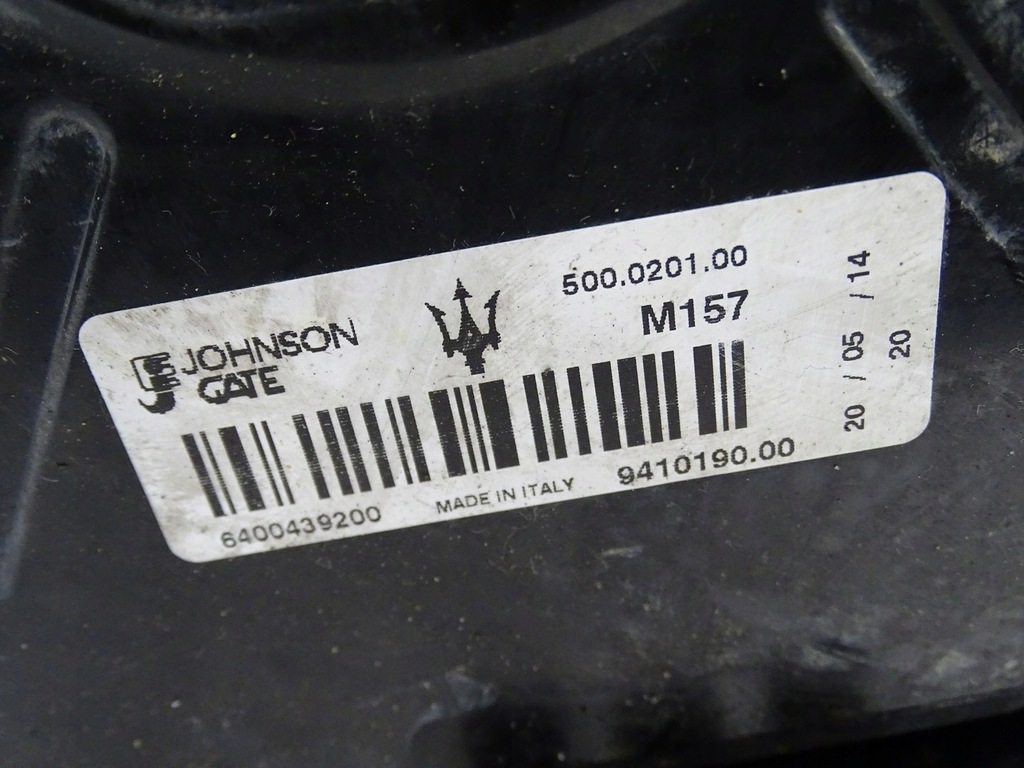 JOHNSON
GATE
500.0201.00
M157
6400439200
MADE IN ITALY
9410190.00
20 / 05 / 14
20